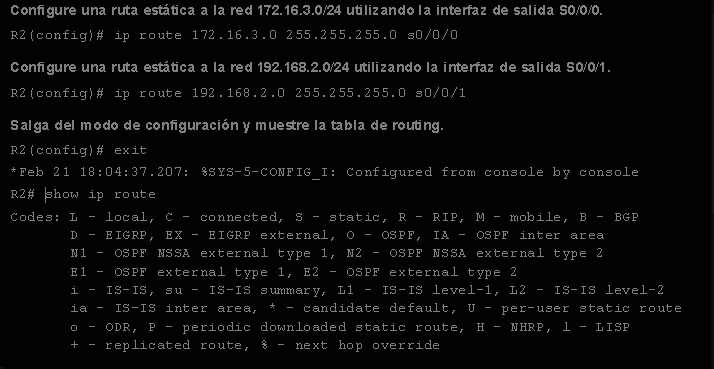 Configure una ruta estática a la red 172.16.3.0/24 utilizando la interfaz de salida S0/0/0.
R2(config)# ip route 172.16.3.0 255.255.255.0 s0/0/0
Configure una ruta estática a la red 192.168.2.0/24 utilizando la interfaz de salida S0/0/1.
R2(config)# ip route 192.168.2.0 255.255.255.0 s0/0/1
Salga del modo de configuración y muestre la tabla de routing.
R2(config)# exit
*Feb 21 18:04:37.207: %SYS-5-CONFIG_I: Configured from console by console
R2# show ip route
Codes: L - local, C - connected, S - static, R - RIP, M - mobile, B - BGP
D - EIGRP, EX - EIGRP external, O - OSPF, IA - OSPF inter area
N1 - OSPF NSSA external type 1, N2 - OSPF NSSA external type 2
E1 - OSPF external type 1, E2 - OSPF external type 2
i - IS-IS, su - IS-IS summary, L1 - IS-IS level-1, L2 - IS-IS level-2
ia - IS-IS inter area, * - candidate default, U - per-user static route
o - ODR, P - periodic downloaded static route, H - NHRP, l - LISP
+ - replicated route, % - next hop override